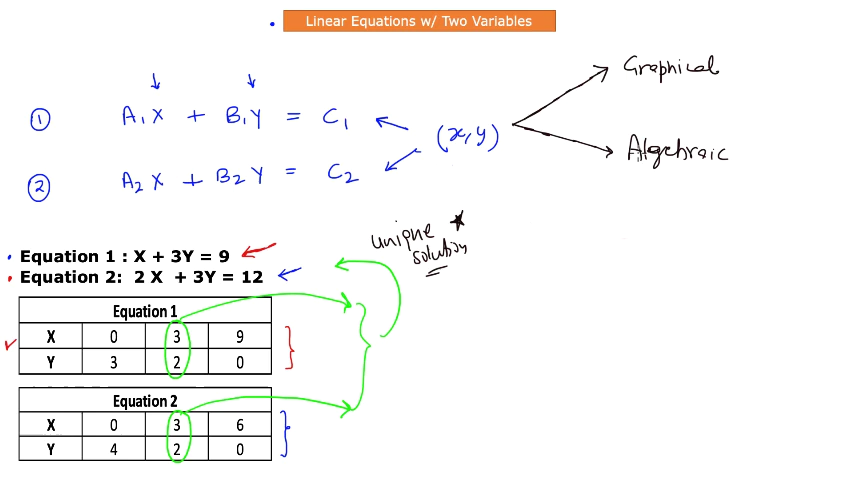 Linear Equations w/ Two Variables
Graphical
① A₁X + B₁Y = C₁
(x,y)
Algebraic
② A₂X + B₂Y = C₂
unique ★
solution
Equation 1 : X + 3Y = 9
Equation 2: 2 X + 3Y = 12
Equation 1
X 0 3 9
Y 3 2 0
Equation 2
X 0 3 6
Y 4 2 0